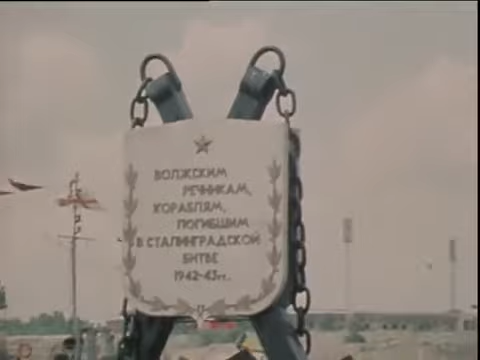 ВОЛЖСКИМ
РЕЧНИКАМ,
КОРАБЛЯМ,
ПОГИБШИМ
В СТАЛИНГРАДСКОЙ
БИТВЕ
1942-43гг.